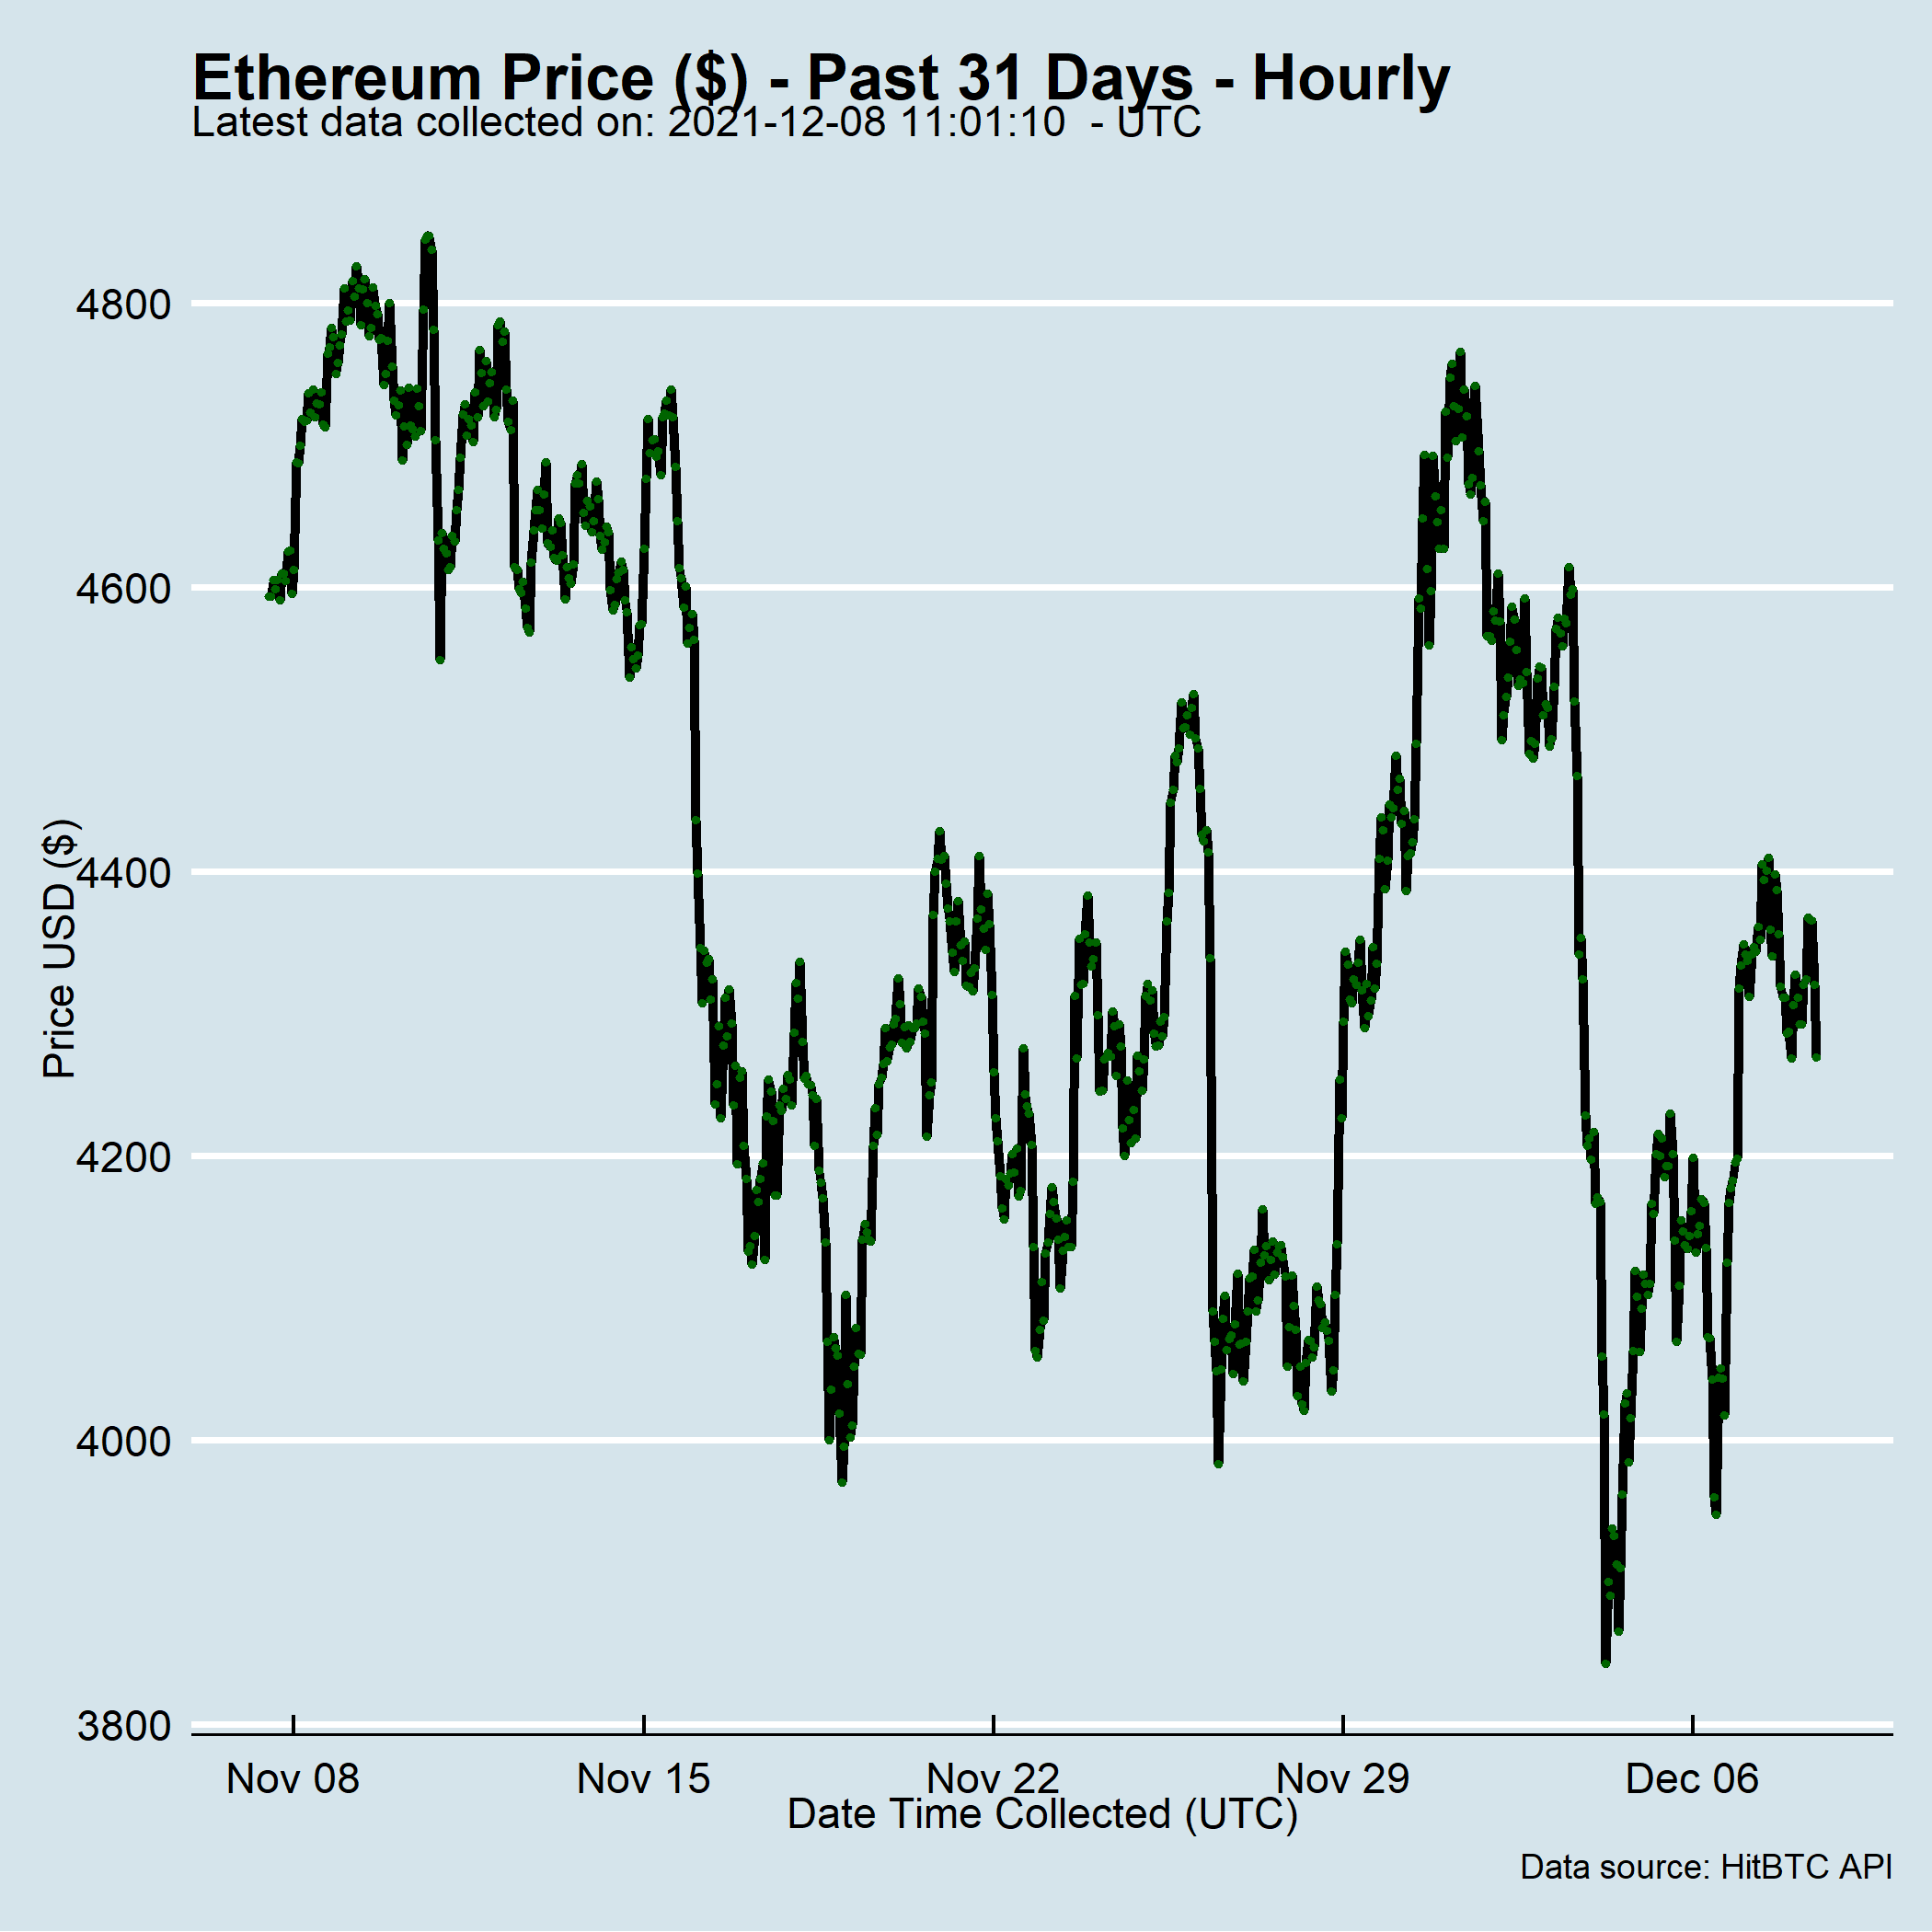 Ethereum Price ($) - Past 31 Days - Hourly
Latest data collected on: 2021-12-08 11:01:10  - UTC
Price USD ($)
4800
4600
4400
4200
4000
3800
Nov 08
Nov 15
Nov 22
Nov 29
Dec 06
Date Time Collected (UTC)
Data source: HitBTC API